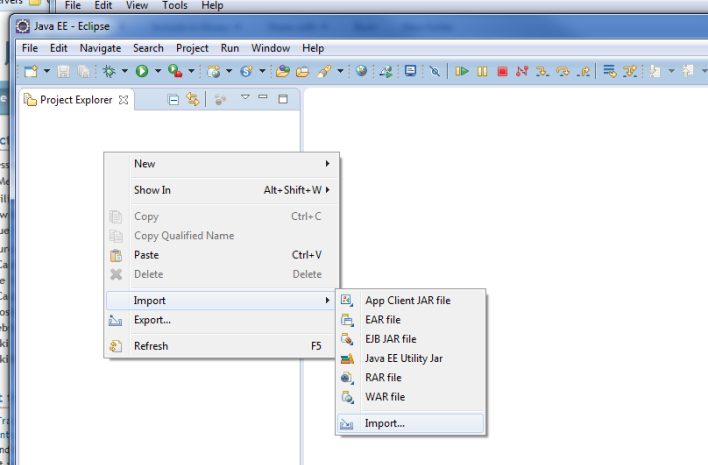 File Edit View Tools Help
Java EE - Eclipse
File Edit Navigate Search Project Run Window Help
Project Explorer
New
Show In Alt+Shift+W
Copy Ctrl+C
Copy Qualified Name
Paste Ctrl+V
Delete Delete
Import
Export...
Refresh F5
App Client JAR file
EAR file
EJB JAR file
Java EE Utility Jar
RAR file
WAR file
Import...